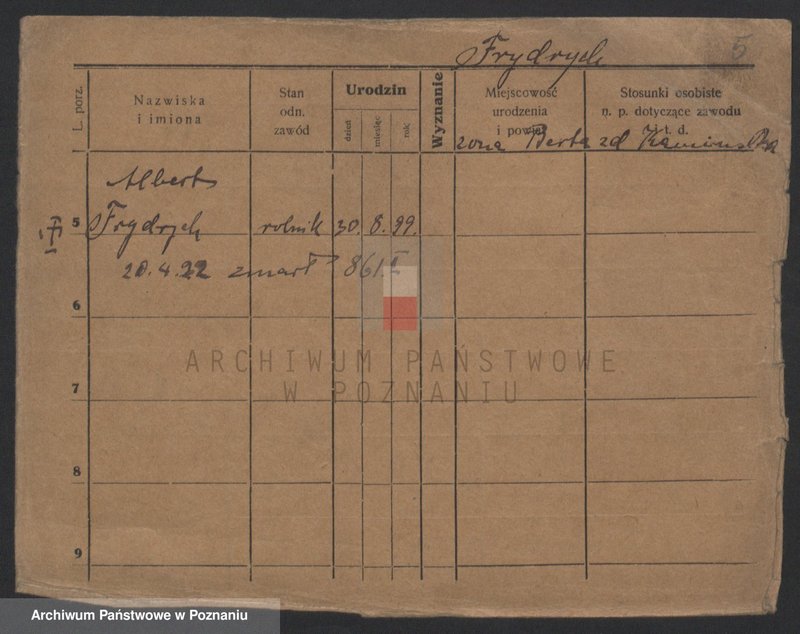 Frydrych 5
L. porz.
Nazwiska
i imiona
Stan
odn.
zawód
Urodzin
dzień
miesiąc
rok
Wyznanie
Miejscowość
urodzenia
i powiat
Stosunki osobiste
n. p. dotyczące zawodu
i t. d.
żona Berta zd Kamieńska
Albert
5 Frydrych rolnik 30. 8. 99.
20. 4. 22 zmarł 861.I
6
ARCHIWUM PAŃSTWOWE
W POZNANIU
7
8
9
Archiwum Państwowe w Poznaniu